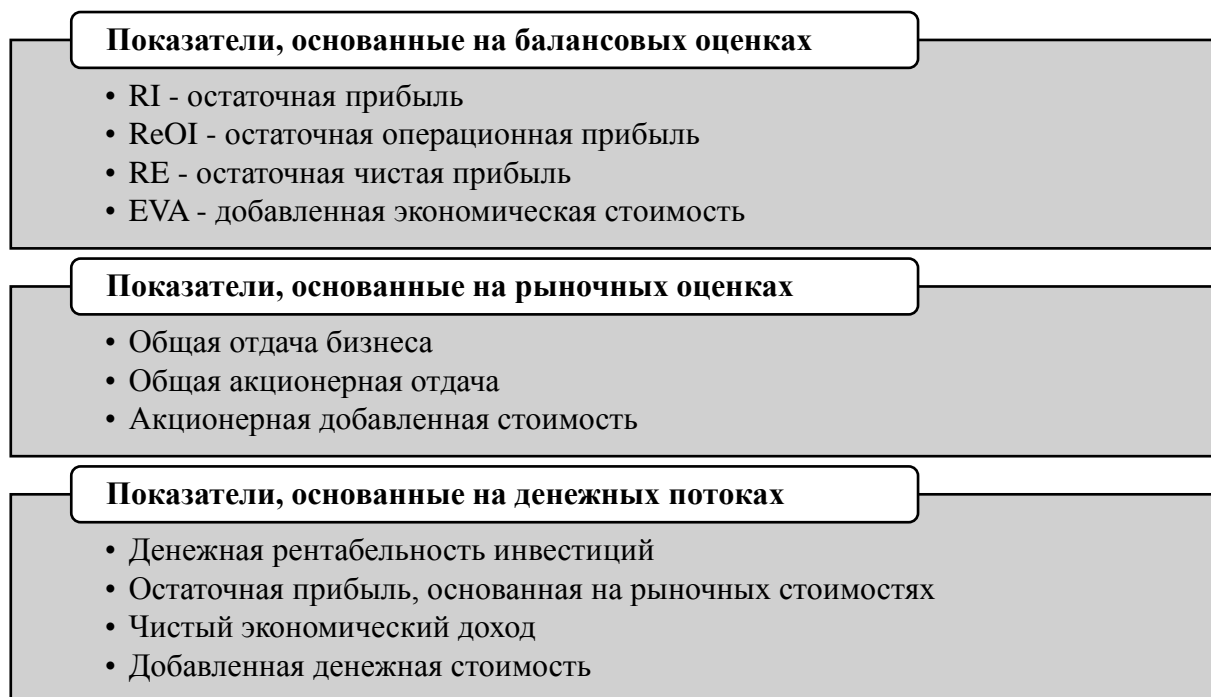 Показатели, основанные на балансовых оценках
• RI - остаточная прибыль
• ReOI - остаточная операционная прибыль
• RE - остаточная чистая прибыль
• EVA - добавленная экономическая стоимость
Показатели, основанные на рыночных оценках
• Общая отдача бизнеса
• Общая акционерная отдача
• Акционерная добавленная стоимость
Показатели, основанные на денежных потоках
• Денежная рентабельность инвестиций
• Остаточная прибыль, основанная на рыночных стоимостях
• Чистый экономический доход
• Добавленная денежная стоимость